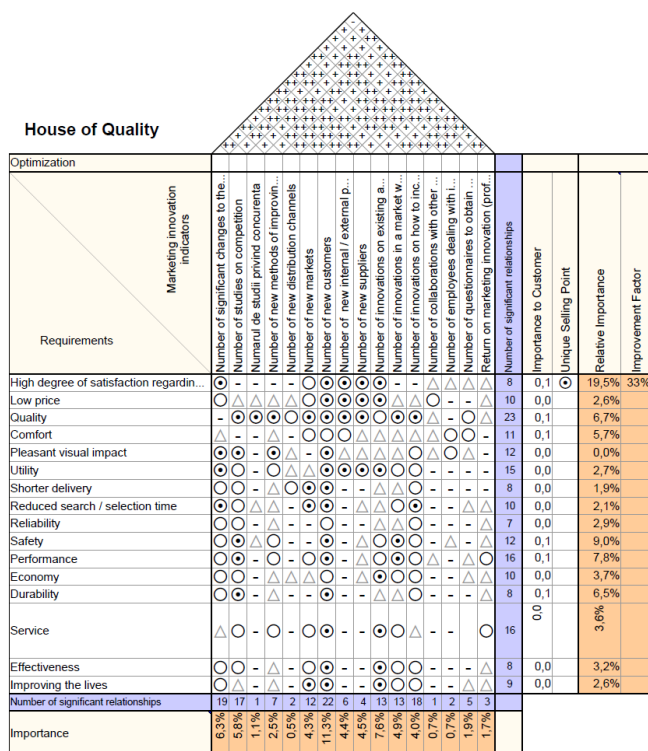 House of Quality
Optimization
Marketing innovation
indicators
Requirements
Number of significant changes to the...
Number of studies on competition
Numarul de studii privind concurenta
Number of new methods of improvin...
Number of new distribution channels
Number of new markets
Number of new customers
Number of new internal / external p...
Number of new suppliers
Number of innovations on existing a...
Number of innovations in a market w...
Number of innovations on how to inc...
Number of collaborations with other ...
Number of employees dealing with i...
Number of questionnaires to obtain ...
Return on marketing innovation (prof...
Number of significant relationships
Importance to Customer
Unique Selling Point
Relative Importance
Improvement Factor
High degree of satisfaction regardin... 8 0,1 19,5% 33%
Low price 10 0,0 2,6%
Quality 23 0,1 6,7%
Comfort 11 0,1 5,7%
Pleasant visual impact 12 0,0 0,0%
Utility 15 0,0 2,7%
Shorter delivery 8 0,0 1,9%
Reduced search / selection time 10 0,0 2,1%
Reliability 7 0,0 2,9%
Safety 12 0,1 9,0%
Performance 16 0,1 7,8%
Economy 10 0,0 3,7%
Durability 8 0,1 6,5%
Service 16 0,0 3,6%
Effectiveness 8 0,0 3,2%
Improving the lives 9 0,0 2,6%
Number of significant relationships 19 17 1 7 2 12 22 6 4 13 13 18 1 2 5 3
Importance 6,3% 5,8% 1,1% 2,5% 0,5% 4,3% 11,3% 4,4% 4,5% 7,6% 4,9% 4,0% 0,7% 0,7% 1,9% 1,7%